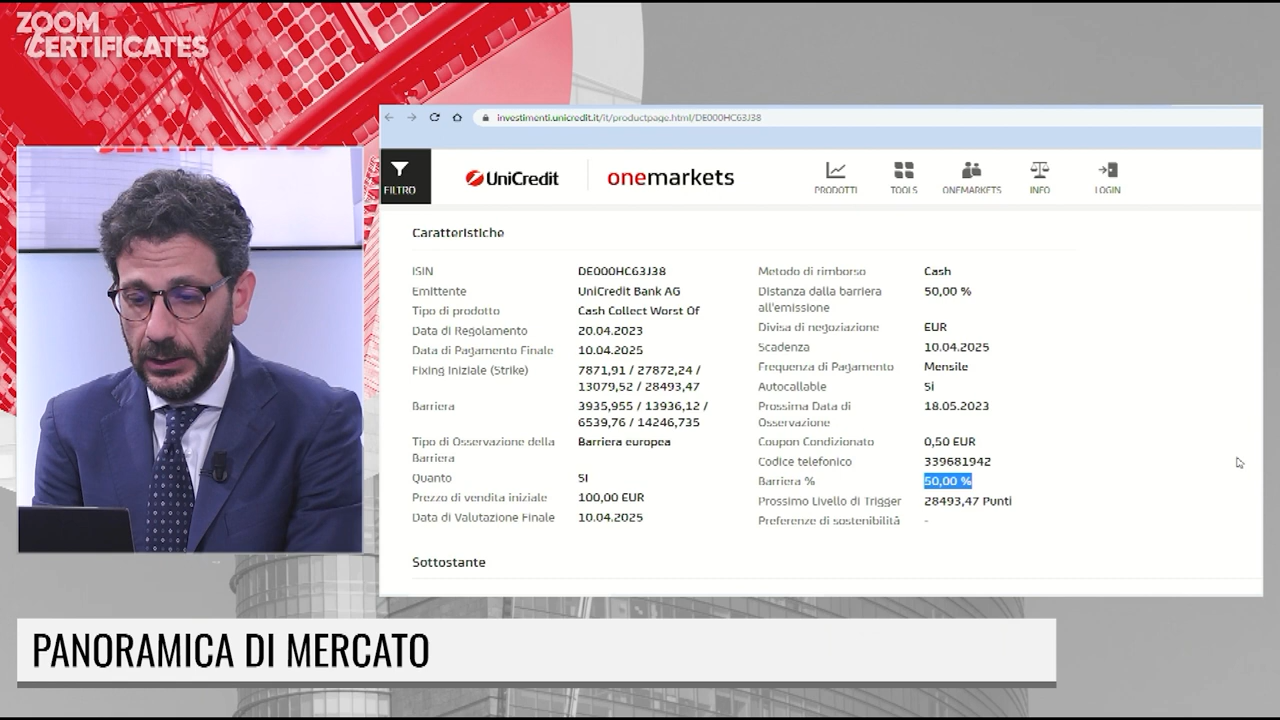 ZOOM
CERTIFICATES
investimenti.unicredit.it/it/productpage.html/DE000HC63J38
FILTRO
UniCredit
onemarkets
PRODOTTI
TOOLS
ONEMARKETS
INFO
LOGIN
Caratteristiche
ISIN DE000HC63J38
Emittente UniCredit Bank AG
Tipo di prodotto Cash Collect Worst Of
Data di Regolamento 20.04.2023
Data di Pagamento Finale 10.04.2025
Fixing Iniziale (Strike) 7871,91 / 27872,24 /
13079,52 / 28493,47
Barriera 3935,955 / 13936,12 /
6539,76 / 14246,735
Tipo di Osservazione della Barriera europea
Barriera
Quanto SI
Prezzo di vendita iniziale 100,00 EUR
Data di Valutazione Finale 10.04.2025
Metodo di rimborso Cash
Distanza dalla barriera 50,00 %
all'emissione
Divisa di negoziazione EUR
Scadenza 10.04.2025
Frequenza di Pagamento Mensile
Autocallable Si
Prossima Data di 18.05.2023
Osservazione
Coupon Condizionato 0,50 EUR
Codice telefonico 339681942
Barriera % 50,00 %
Prossimo Livello di Trigger 28493,47 Punti
Preferenze di sostenibilità -
Sottostante
PANORAMICA DI MERCATO